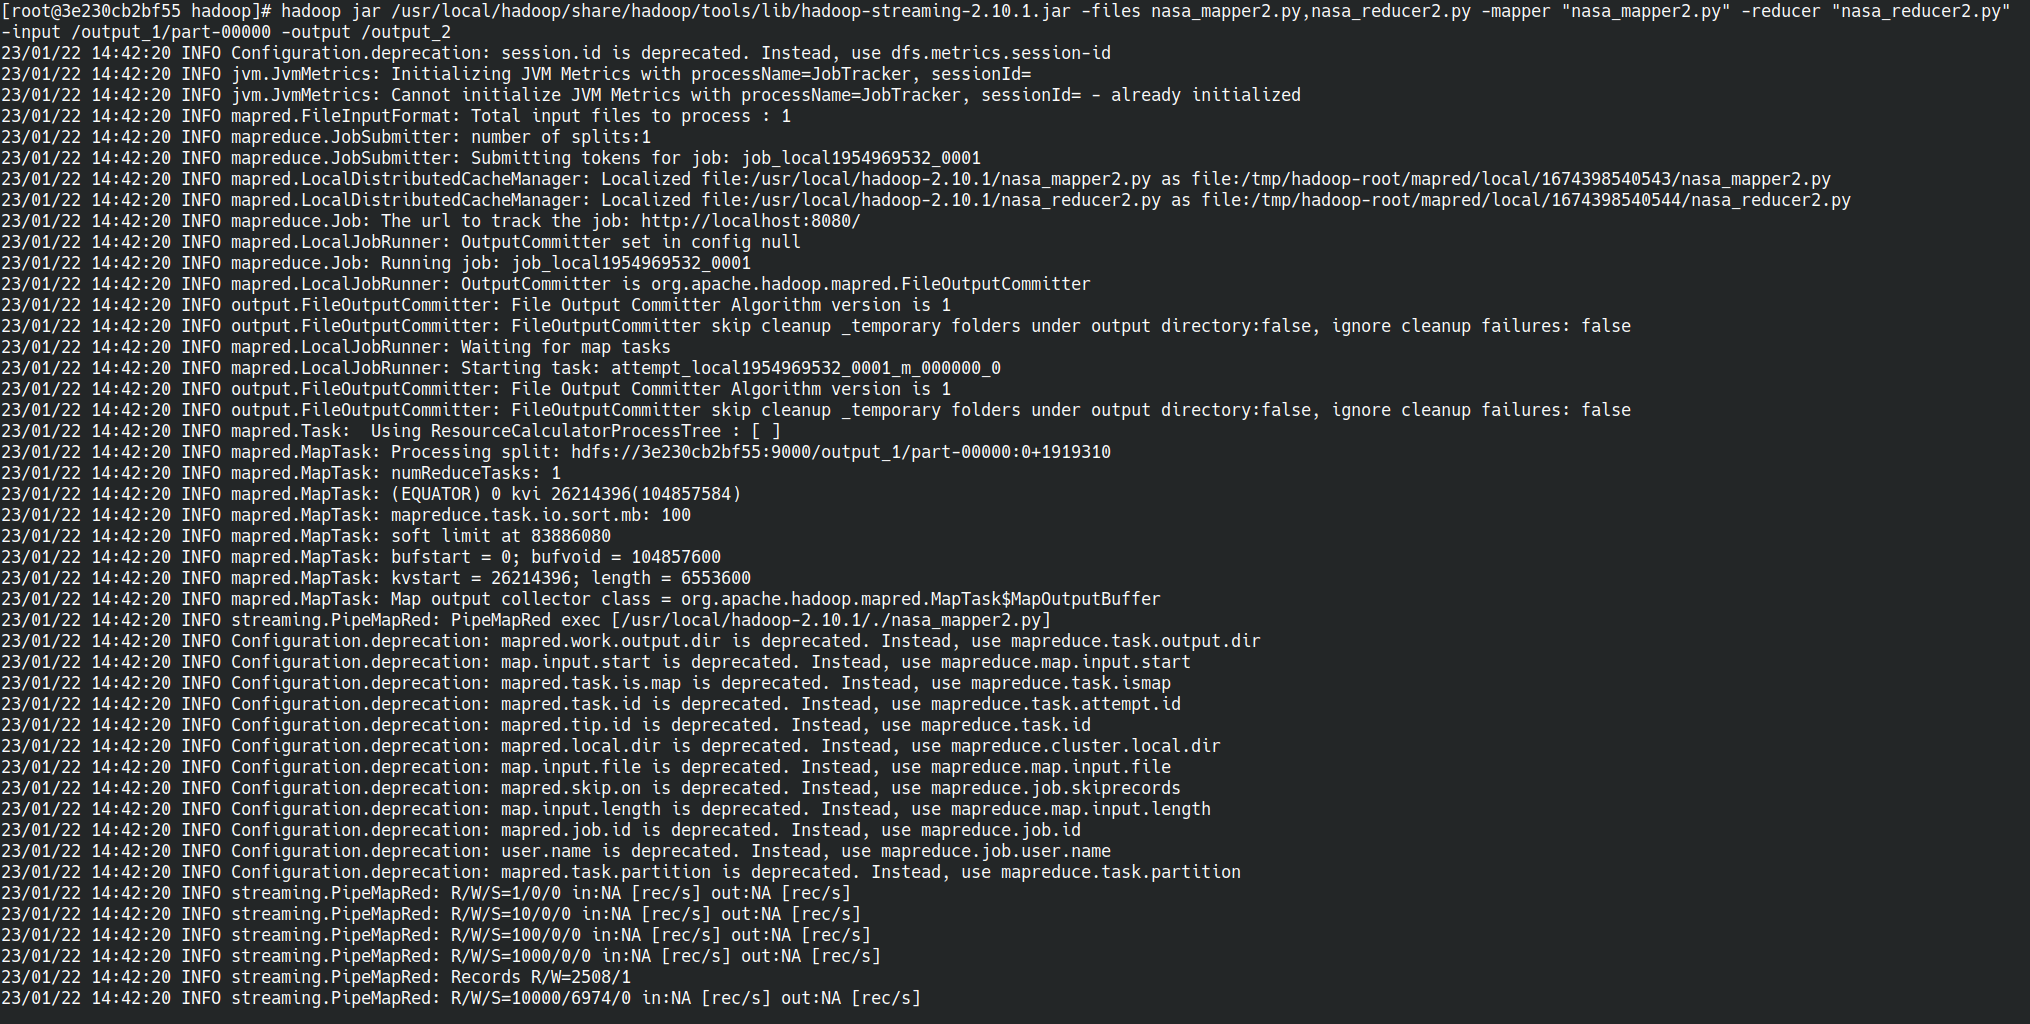 [root@3e230cb2bf55 hadoop]# hadoop jar /usr/local/hadoop/share/hadoop/tools/lib/hadoop-streaming-2.10.1.jar -files nasa_mapper2.py,nasa_reducer2.py -mapper "nasa_mapper2.py" -reducer "nasa_reducer2.py"
-input /output_1/part-00000 -output /output_2
23/01/22 14:42:20 INFO Configuration.deprecation: session.id is deprecated. Instead, use dfs.metrics.session-id
23/01/22 14:42:20 INFO jvm.JvmMetrics: Initializing JVM Metrics with processName=JobTracker, sessionId=
23/01/22 14:42:20 INFO jvm.JvmMetrics: Cannot initialize JVM Metrics with processName=JobTracker, sessionId= - already initialized
23/01/22 14:42:20 INFO mapred.FileInputFormat: Total input files to process : 1
23/01/22 14:42:20 INFO mapreduce.JobSubmitter: number of splits:1
23/01/22 14:42:20 INFO mapreduce.JobSubmitter: Submitting tokens for job: job_local1954969532_0001
23/01/22 14:42:20 INFO mapred.LocalDistributedCacheManager: Localized file:/usr/local/hadoop-2.10.1/nasa_mapper2.py as file:/tmp/hadoop-root/mapred/local/1674398540543/nasa_mapper2.py
23/01/22 14:42:20 INFO mapred.LocalDistributedCacheManager: Localized file:/usr/local/hadoop-2.10.1/nasa_reducer2.py as file:/tmp/hadoop-root/mapred/local/1674398540544/nasa_reducer2.py
23/01/22 14:42:20 INFO mapreduce.Job: The url to track the job: http://localhost:8080/
23/01/22 14:42:20 INFO mapred.LocalJobRunner: OutputCommitter set in config null
23/01/22 14:42:20 INFO mapreduce.Job: Running job: job_local1954969532_0001
23/01/22 14:42:20 INFO mapred.LocalJobRunner: OutputCommitter is org.apache.hadoop.mapred.FileOutputCommitter
23/01/22 14:42:20 INFO output.FileOutputCommitter: File Output Committer Algorithm version is 1
23/01/22 14:42:20 INFO output.FileOutputCommitter: FileOutputCommitter skip cleanup _temporary folders under output directory:false, ignore cleanup failures: false
23/01/22 14:42:20 INFO mapred.LocalJobRunner: Waiting for map tasks
23/01/22 14:42:20 INFO mapred.LocalJobRunner: Starting task: attempt_local1954969532_0001_m_000000_0
23/01/22 14:42:20 INFO output.FileOutputCommitter: File Output Committer Algorithm version is 1
23/01/22 14:42:20 INFO output.FileOutputCommitter: FileOutputCommitter skip cleanup _temporary folders under output directory:false, ignore cleanup failures: false
23/01/22 14:42:20 INFO mapred.Task:  Using ResourceCalculatorProcessTree : [ ]
23/01/22 14:42:20 INFO mapred.MapTask: Processing split: hdfs://3e230cb2bf55:9000/output_1/part-00000:0+1919310
23/01/22 14:42:20 INFO mapred.MapTask: numReduceTasks: 1
23/01/22 14:42:20 INFO mapred.MapTask: (EQUATOR) 0 kvi 26214396(104857584)
23/01/22 14:42:20 INFO mapred.MapTask: mapreduce.task.io.sort.mb: 100
23/01/22 14:42:20 INFO mapred.MapTask: soft limit at 83886080
23/01/22 14:42:20 INFO mapred.MapTask: bufstart = 0; bufvoid = 104857600
23/01/22 14:42:20 INFO mapred.MapTask: kvstart = 26214396; length = 6553600
23/01/22 14:42:20 INFO mapred.MapTask: Map output collector class = org.apache.hadoop.mapred.MapTask$MapOutputBuffer
23/01/22 14:42:20 INFO streaming.PipeMapRed: PipeMapRed exec [/usr/local/hadoop-2.10.1/./nasa_mapper2.py]
23/01/22 14:42:20 INFO Configuration.deprecation: mapred.work.output.dir is deprecated. Instead, use mapreduce.task.output.dir
23/01/22 14:42:20 INFO Configuration.deprecation: map.input.start is deprecated. Instead, use mapreduce.map.input.start
23/01/22 14:42:20 INFO Configuration.deprecation: mapred.task.is.map is deprecated. Instead, use mapreduce.task.ismap
23/01/22 14:42:20 INFO Configuration.deprecation: mapred.task.id is deprecated. Instead, use mapreduce.task.attempt.id
23/01/22 14:42:20 INFO Configuration.deprecation: mapred.tip.id is deprecated. Instead, use mapreduce.task.id
23/01/22 14:42:20 INFO Configuration.deprecation: mapred.local.dir is deprecated. Instead, use mapreduce.cluster.local.dir
23/01/22 14:42:20 INFO Configuration.deprecation: map.input.file is deprecated. Instead, use mapreduce.map.input.file
23/01/22 14:42:20 INFO Configuration.deprecation: mapred.skip.on is deprecated. Instead, use mapreduce.job.skiprecords
23/01/22 14:42:20 INFO Configuration.deprecation: map.input.length is deprecated. Instead, use mapreduce.map.input.length
23/01/22 14:42:20 INFO Configuration.deprecation: mapred.job.id is deprecated. Instead, use mapreduce.job.id
23/01/22 14:42:20 INFO Configuration.deprecation: user.name is deprecated. Instead, use mapreduce.job.user.name
23/01/22 14:42:20 INFO Configuration.deprecation: mapred.task.partition is deprecated. Instead, use mapreduce.task.partition
23/01/22 14:42:20 INFO streaming.PipeMapRed: R/W/S=1/0/0 in:NA [rec/s] out:NA [rec/s]
23/01/22 14:42:20 INFO streaming.PipeMapRed: R/W/S=10/0/0 in:NA [rec/s] out:NA [rec/s]
23/01/22 14:42:20 INFO streaming.PipeMapRed: R/W/S=100/0/0 in:NA [rec/s] out:NA [rec/s]
23/01/22 14:42:20 INFO streaming.PipeMapRed: R/W/S=1000/0/0 in:NA [rec/s] out:NA [rec/s]
23/01/22 14:42:20 INFO streaming.PipeMapRed: Records R/W=2508/1
23/01/22 14:42:20 INFO streaming.PipeMapRed: R/W/S=10000/6974/0 in:NA [rec/s] out:NA [rec/s]